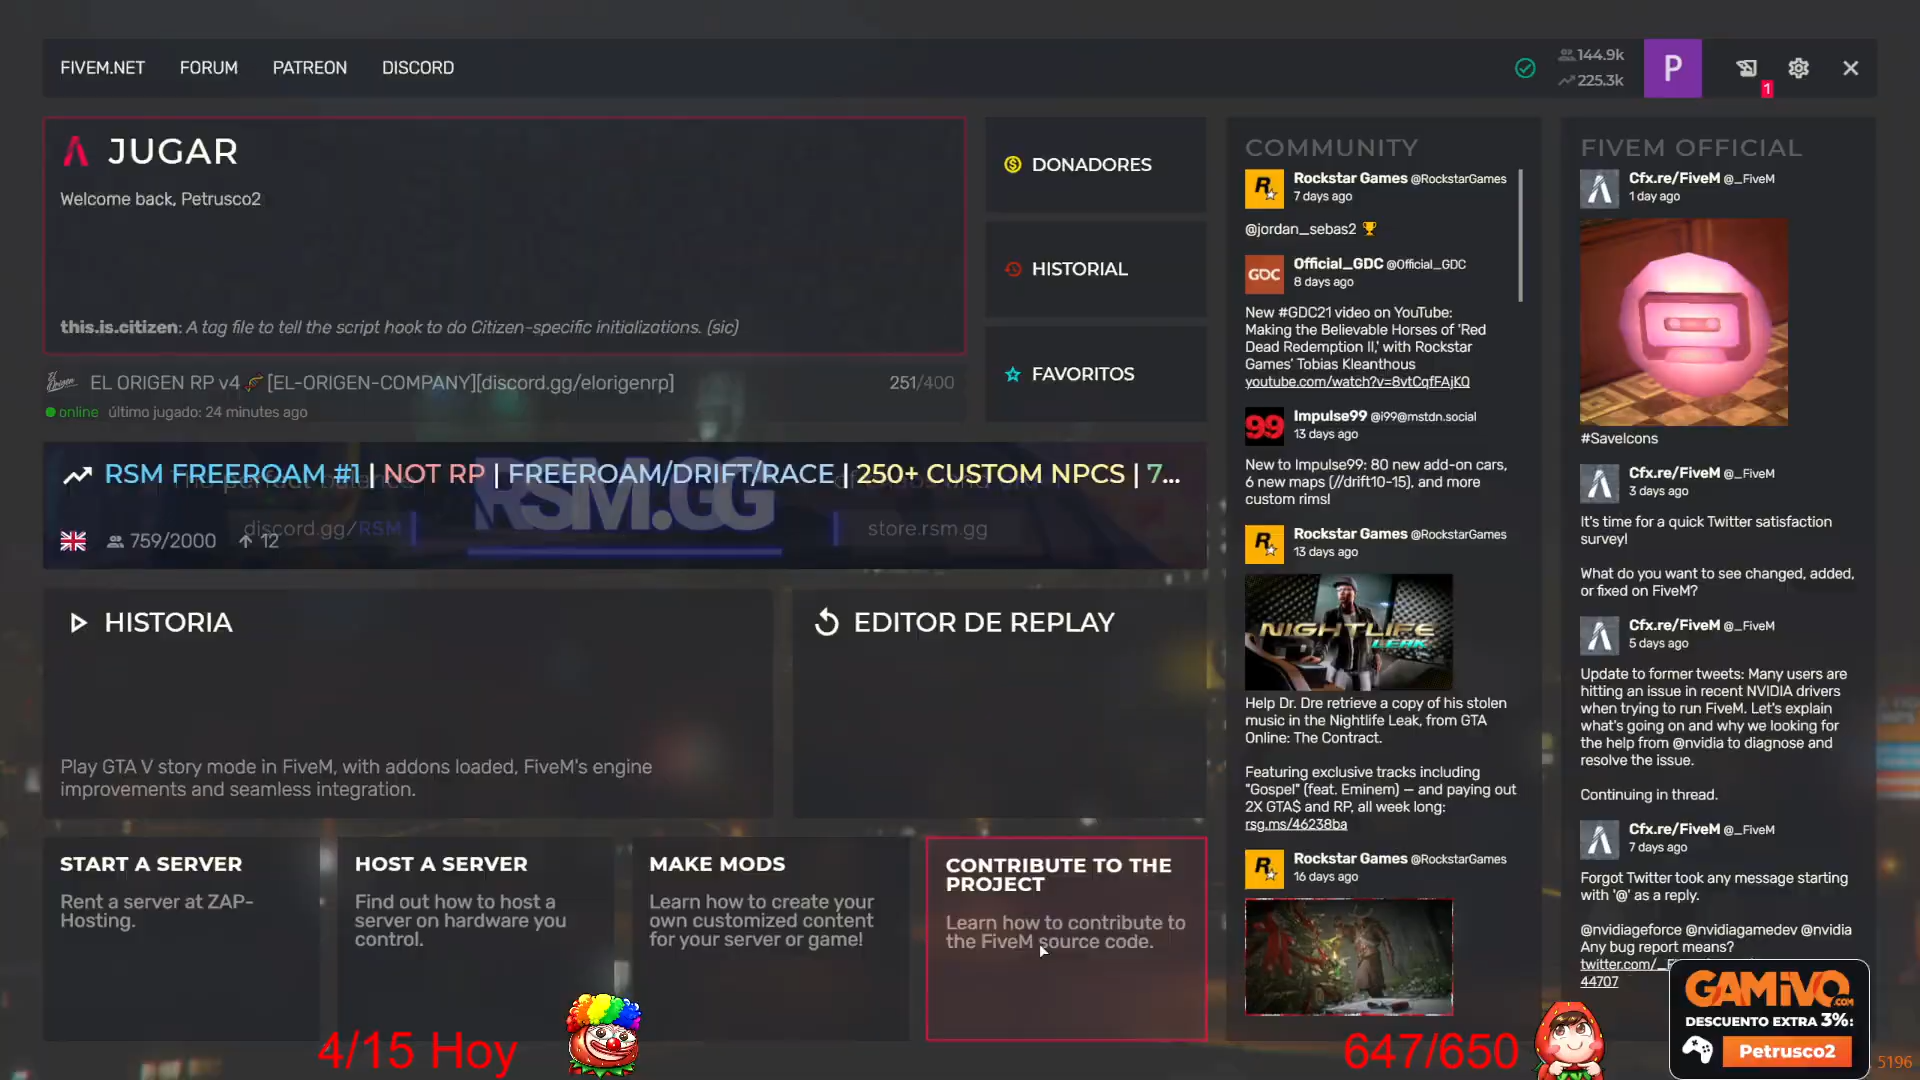 FIVEM.NET FORUM PATREON DISCORD
144.9k
225.3k
P
1
JUGAR
Welcome back, Petrusco2
this.is.citizen: A tag file to tell the script hook to do Citizen-specific initializations. (sic)
EL ORIGEN RP v4 [EL-ORIGEN-COMPANY][discord.gg/elorigenrp]
251/400
online último jugado: 24 minutes ago
DONADORES
HISTORIAL
FAVORITOS
RSM FREEROAM #1 | NOT RP | FREEROAM/DRIFT/RACE | 250+ CUSTOM NPCS | 7...
RSM.GG
discord.gg/RSM
store.rsm.gg
759/2000 12
HISTORIA
Play GTA V story mode in FiveM, with addons loaded, FiveM's engine
improvements and seamless integration.
EDITOR DE REPLAY
START A SERVER
Rent a server at ZAP-
Hosting.
HOST A SERVER
Find out how to host a
server on hardware you
control.
MAKE MODS
Learn how to create your
own customized content
for your server or game!
CONTRIBUTE TO THE
PROJECT
Learn how to contribute to
the FiveM source code.
COMMUNITY
Rockstar Games @RockstarGames
7 days ago
@jordan_sebas2 🏆
GDC
Official_GDC @Official_GDC
8 days ago
New #GDC21 video on YouTube:
Making the Believable Horses of 'Red
Dead Redemption II,' with Rockstar
Games' Tobias Kleanthous
youtube.com/watch?v=8vtCqfFAjKQ
99
Impulse99 @i99@mstdn.social
13 days ago
New to Impulse99: 80 new add-on cars,
6 new maps (//drift10-15), and more
custom rims!
Rockstar Games @RockstarGames
13 days ago
NIGHTLIFE
LEAK
Help Dr. Dre retrieve a copy of his stolen
music in the Nightlife Leak, from GTA
Online: The Contract.
Featuring exclusive tracks including
"Gospel" (feat. Eminem) — and paying out
2X GTA$ and RP, all week long:
rsg.ms/46238ba
Rockstar Games @RockstarGames
16 days ago
FIVEM OFFICIAL
Cfx.re/FiveM @_FiveM
1 day ago
#SaveIcons
Cfx.re/FiveM @_FiveM
3 days ago
It's time for a quick Twitter satisfaction
survey!
What do you want to see changed, added,
or fixed on FiveM?
Cfx.re/FiveM @_FiveM
5 days ago
Update to former tweets: Many users are
hitting an issue in recent NVIDIA drivers
when trying to run FiveM. Let's explain
what's going on and why we looking for
the help from @nvidia to diagnose and
resolve the issue.
Continuing in thread.
Cfx.re/FiveM @_FiveM
7 days ago
Forgot Twitter took any message starting
with '@' as a reply.
@nvidiageforce @nvidiagamedev @nvidia
Any bug report means?
twitter.com/_F
44707
4/15 Hoy
647/650
GAMIVO.COM
DESCUENTO EXTRA 3%:
Petrusco2
5196